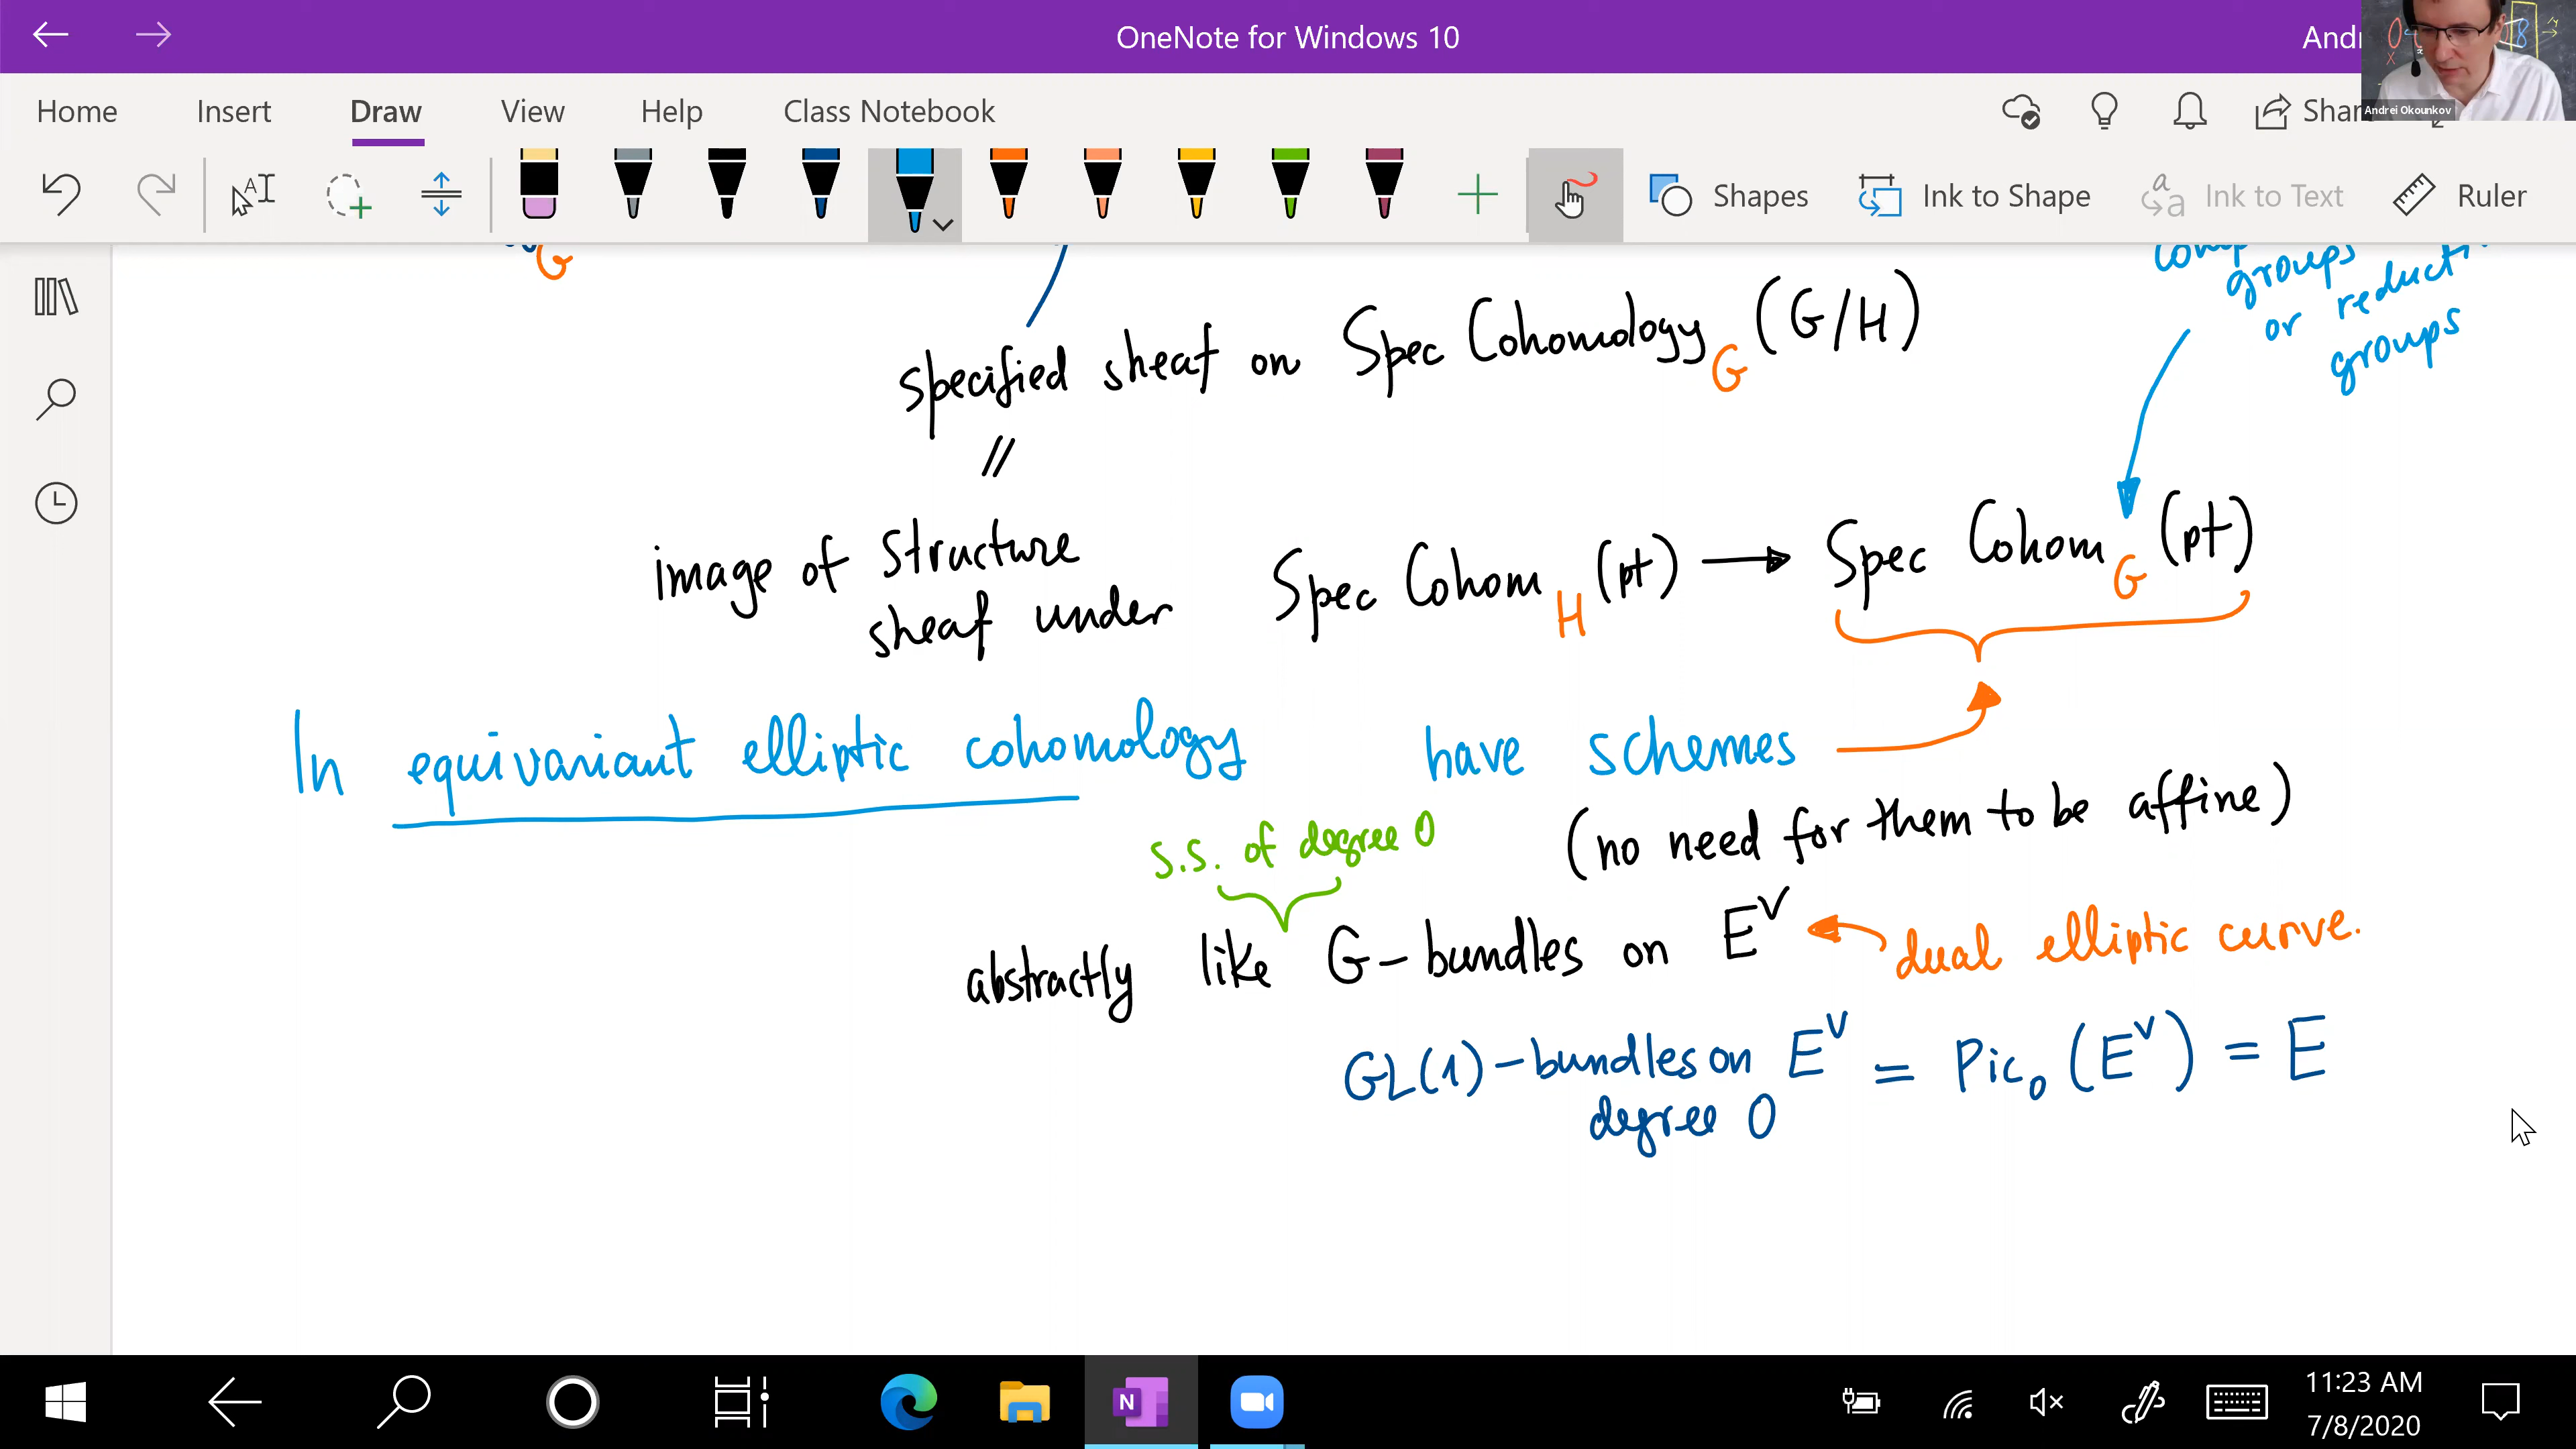 OneNote for Windows 10
Andrei Okounkov
Home Insert Draw View Help Class Notebook
Shapes Ink to Shape Ink to Text Ruler
G
groups
or
groups
specified sheaf on Spec Cohomology_G (G/H)
//
image of structure
sheaf under Spec Cohom_H (pt) → Spec Cohom_G (pt)
In equivariant elliptic cohomology have schemes
(no need for them to be affine)
s.s. of degree 0
abstractly like G-bundles on E^∨ ← dual elliptic curve.
GL(1)-bundles on E^∨ = Pic_0 (E^∨) = E
degree 0
11:23 AM
7/8/2020